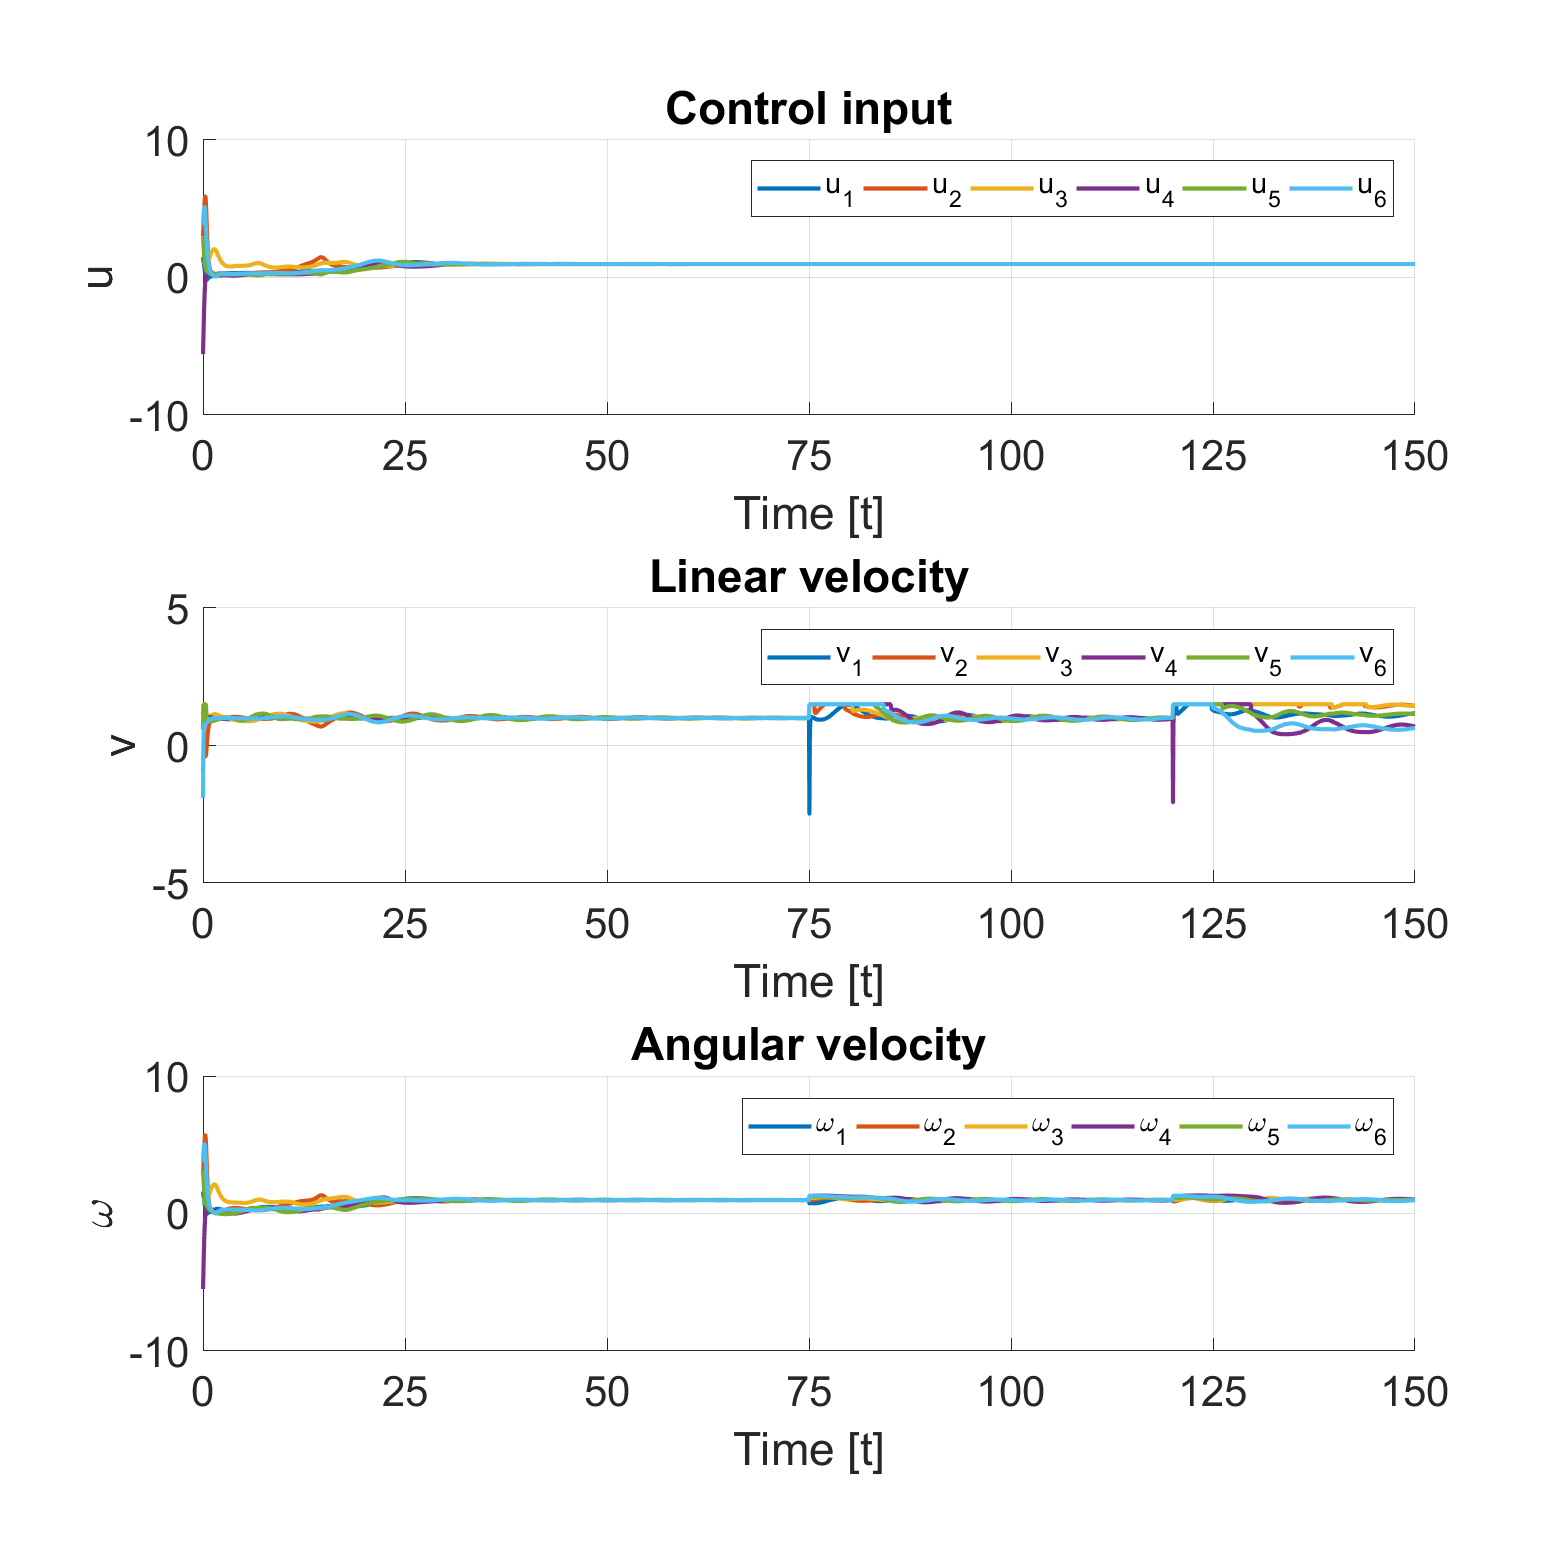 Control input
10
u₁ u₂ u₃ u₄ u₅ u₆
u
0
-10
0 25 50 75 100 125 150
Time [t]
Linear velocity
5
v₁ v₂ v₃ v₄ v₅ v₆
v
0
-5
0 25 50 75 100 125 150
Time [t]
Angular velocity
10
ω₁ ω₂ ω₃ ω₄ ω₅ ω₆
ω
0
-10
0 25 50 75 100 125 150
Time [t]